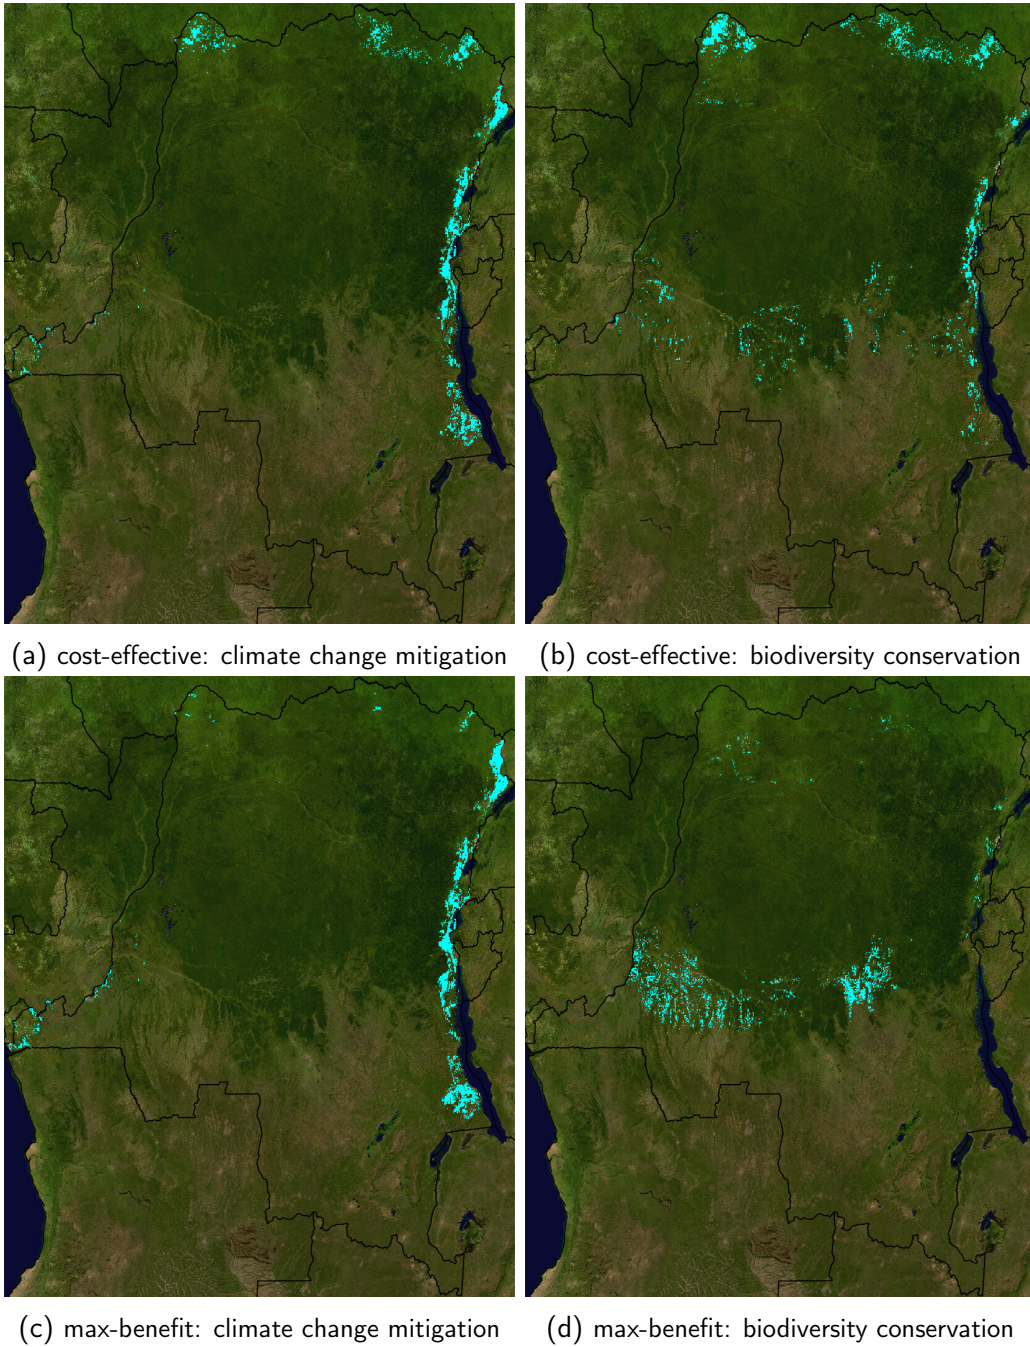 (a) cost-effective: climate change mitigation
(b) cost-effective: biodiversity conservation
(c) max-benefit: climate change mitigation
(d) max-benefit: biodiversity conservation